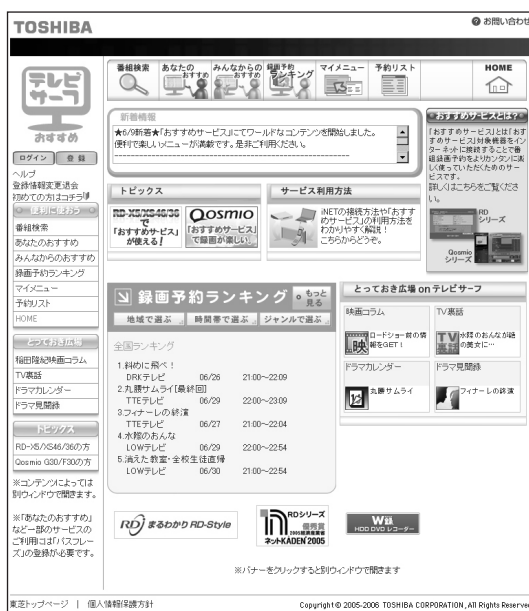 TOSHIBA
お問い合わせ
番組検索
あなたのおすすめ
みんなからのおすすめ
録画予約ランキング
マイメニュー
予約リスト
HOME
テレビサーフ
おすすめ
ログイン
登録
ヘルプ
登録情報変更退会
初めての方はコチラ
便利に使おう
番組検索
あなたのおすすめ
みんなからのおすすめ
録画予約ランキング
マイメニュー
予約リスト
HOME
とっておき広場
稲田隆紀映画コラム
TV裏話
ドラマカレンダー
ドラマ見聞録
トピックス
RD-X5/XS46/36の方
Qosmio G30/F30の方
※コンテンツによっては
別ウィンドウで開きます。
※「あなたのおすすめ」
など一部のサービスの
ご利用には「パスフレー
ズ」の登録が必要です。
新着情報
★6/9新着★「おすすめサービス」にてワールドなコンテンツを開始しました。
便利で楽しいメニューが満載です。是非ご利用ください。
トピックス
RD-X5/XS46/36
で
「おすすめサービス」
が使える!
Qosmio
「おすすめサービス」
で録画が楽しい
サービス利用方法
iNETの接続方法や「おすす
めサービス」の利用方法を
わかりやすく解説!
こちらからどうぞ。
おすすめサービスとは?
「おすすめサービス」とは「おす
すめサービス」対象機器をイン
ターネットに接続することで番
組録画予約をよりカンタンに楽
しく使っていただくためのサー
ビスです。
詳しくはこちらをご覧くださ
い。
RD
シリーズ
Qosmio
シリーズ
録画予約ランキング
もっと見る
地域で選ぶ
時間帯で選ぶ
ジャンルで選ぶ
全国ランキング
1.斜めに飛べ!
DRKテレビ 06/26 21:00～22:09
2.丸勝サムライ[最終回]
TTEテレビ 06/29 22:00～23:09
3.フィナーレの終演
TTEテレビ 06/27 21:00～22:04
4.水際のおんな
LOWテレビ 06/29 22:00～22:54
5.消えた教室・全校生徒直帰
LOWテレビ 06/30 21:00～22:54
とっておき広場 on テレビサーフ
映画コラム
ロードショー前の情
報をGET!
TV裏話
水際のおんなが謎
の美女に…
ドラマカレンダー
丸勝サムライ
ドラマ見聞録
フィナーレの終演
RD まるわかり RD-Style
RDシリーズ
優秀賞
ネットKADEN 2005
W録
HDD DVD レコーダー
※バナーをクリックすると別ウィンドウで開きます
東芝トップページ | 個人情報保護方針
Copyright © 2005-2006 TOSHIBA CORPORATION, All Rights Reserved